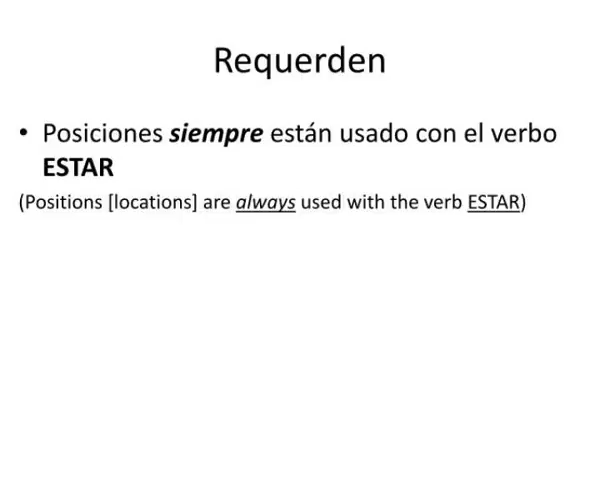 Requerden
• Posiciones siempre están usado con el verbo
ESTAR
(Positions [locations] are always used with the verb ESTAR)